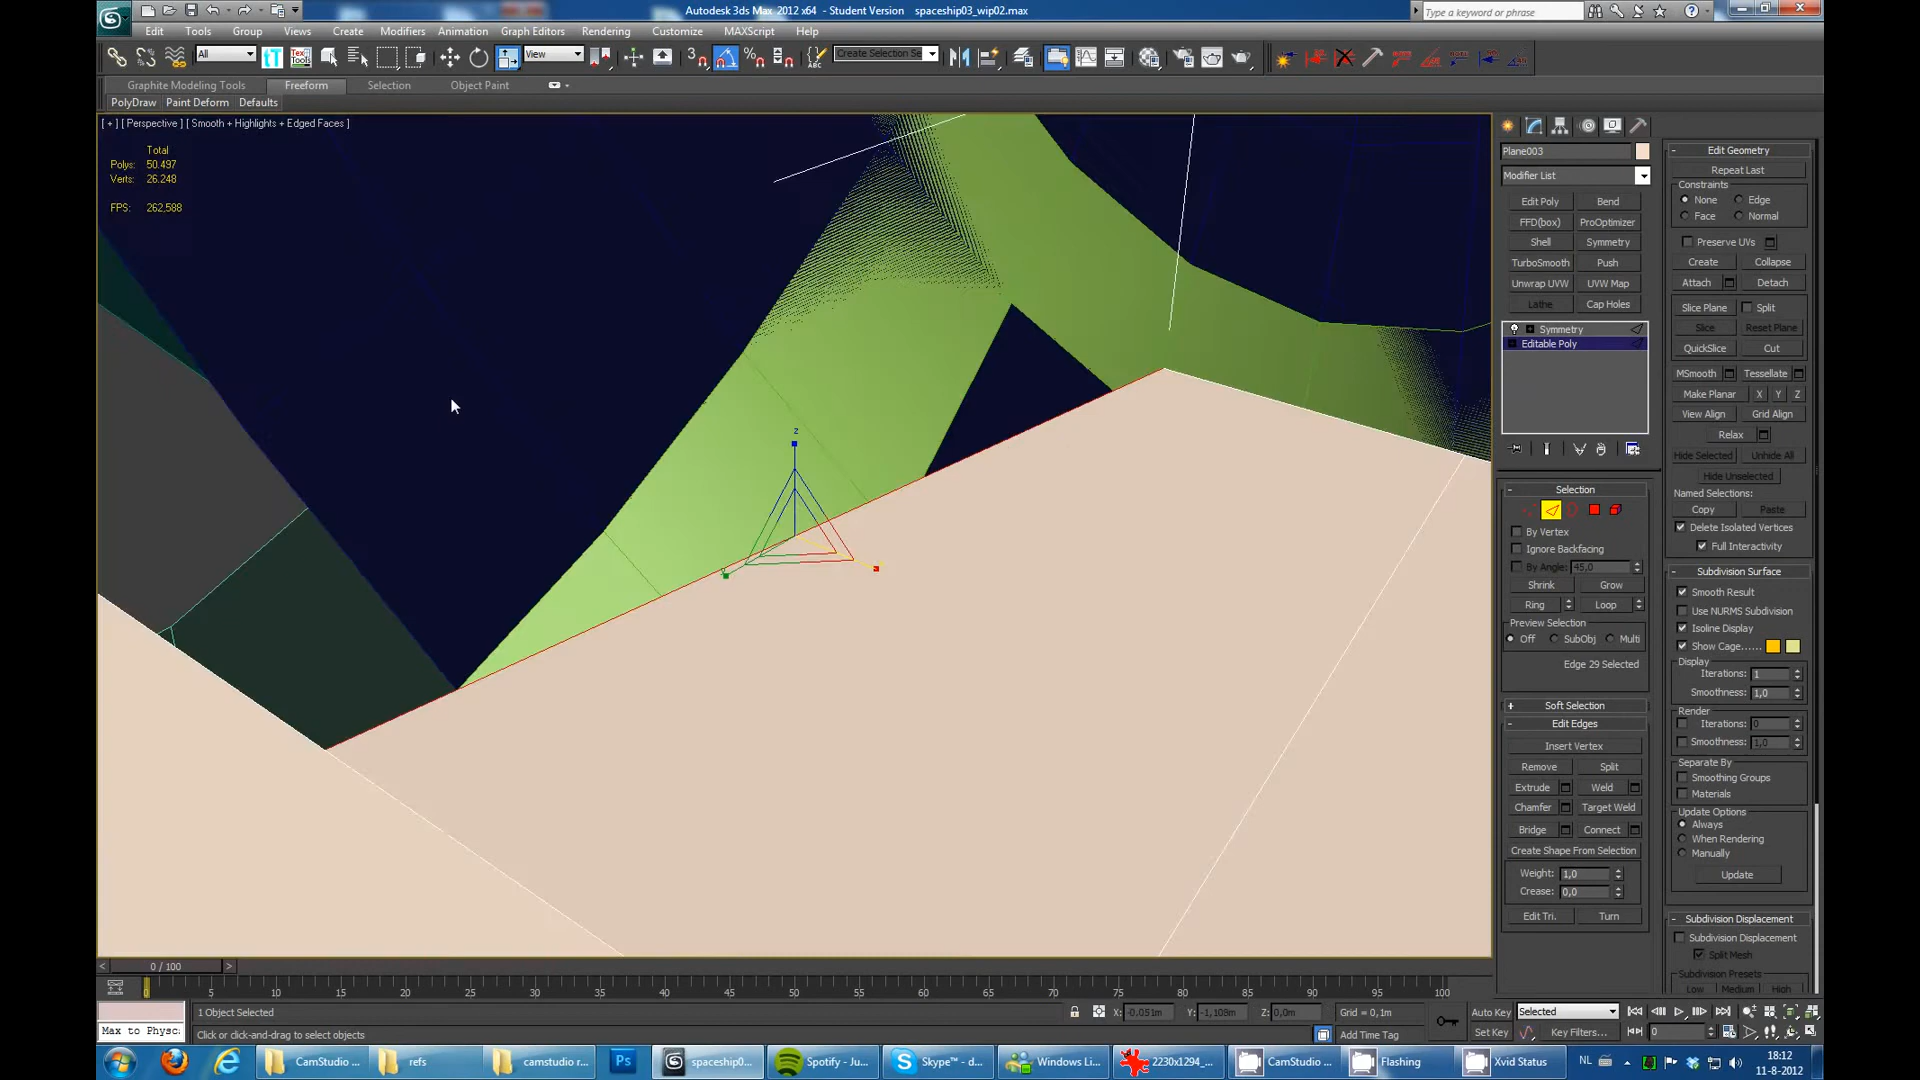 Autodesk 3ds Max 2012 x64 - Student Version spaceship03_wip02.max
Type a keyword or phrase
Edit Tools Group Views Create Modifiers Animation Graph Editors Rendering Customize MAXScript Help
All View Create Selection Se
Graphite Modeling Tools Freeform Selection Object Paint
PolyDraw Paint Deform Defaults
[ + ] [ Perspective ] [ Smooth + Highlights + Edged Faces ]
Total
Polys: 50.497
Verts: 26.248
FPS: 262,588
z
Plane003
Modifier List
Edit Poly Bend
FFD(box) ProOptimizer
Shell Symmetry
TurboSmooth Push
Unwrap UVW UVW Map
Lathe Cap Holes
Symmetry
Editable Poly
Selection
By Vertex
Ignore Backfacing
By Angle: 45,0
Shrink Grow
Ring Loop
Preview Selection
Off SubObj Multi
Edge 29 Selected
Soft Selection
Edit Edges
Insert Vertex
Remove Split
Extrude Weld
Chamfer Target Weld
Bridge Connect
Create Shape From Selection
Weight: 1,0
Crease: 0,0
Edit Tri. Turn
Edit Geometry
Repeat Last
Constraints
None Edge
Face Normal
Preserve UVs
Create Collapse
Attach Detach
Slice Plane Split
Slice Reset Plane
QuickSlice Cut
MSmooth Tessellate
Make Planar X Y Z
View Align Grid Align
Relax
Hide Selected Unhide All
Hide Unselected
Named Selections:
Copy Paste
Delete Isolated Vertices
Full Interactivity
Subdivision Surface
Smooth Result
Use NURMS Subdivision
Isoline Display
Show Cage......
Display
Iterations: 1
Smoothness: 1,0
Render
Iterations: 0
Smoothness: 1,0
Separate By
Smoothing Groups
Materials
Update Options
Always
When Rendering
Manually
Update
Subdivision Displacement
Subdivision Displacement
Split Mesh
Subdivision Presets
Low Medium High
0 / 100
0 5 10 15 20 25 30 35 40 45 50 55 60 65 70 75 80 85 90 95 100
1 Object Selected X: -0,051m Y: -1,108m Z: 0,0m Grid = 0,1m Auto Key Selected
Max to Physc: Click or click-and-drag to select objects Add Time Tag Set Key Key Filters... 0
CamStudio ... refs camstudio r... Ps spaceship0... Spotify - Ju... Skype™ - d... Windows Li... 2230x1294_... CamStudio ... Flashing Xvid Status NL 18:12
11-8-2012